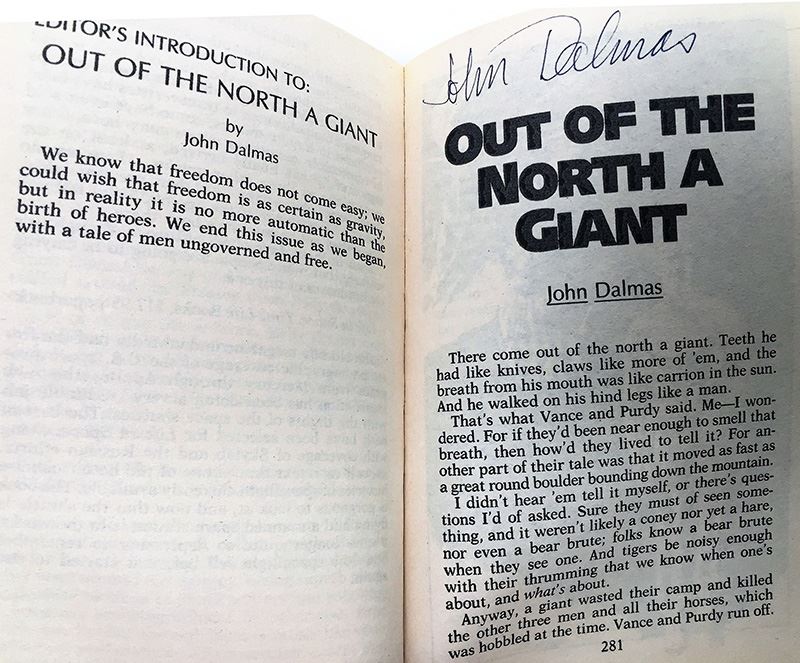 EDITOR'S INTRODUCTION TO:
OUT OF THE NORTH A GIANT
by
John Dalmas
We know that freedom does not come easy; we
could wish that freedom is as certain as gravity,
but in reality it is no more automatic than the
birth of heroes. We end this issue as we began,
with a tale of men ungoverned and free.
John Dalmas
OUT OF THE
NORTH A
GIANT
John Dalmas
There come out of the north a giant. Teeth he
had like knives, claws like more of 'em, and the
breath from his mouth was like carrion in the sun.
And he walked on his hind legs like a man.
That's what Vance and Purdy said. Me—I won-
dered. For if they'd been near enough to smell that
breath, then how'd they lived to tell it? For an-
other part of their tale was that it moved as fast as
a great round boulder bounding down the mountain.
I didn't hear 'em tell it myself, or there's ques-
tions I'd of asked. Sure they must of seen some-
thing, and it weren't likely a coney nor yet a hare,
nor even a bear brute; folks know a bear brute
when they see one. And tigers be noisy enough
with their thrumming that we know when one's
about, and what's about.
Anyway, a giant wasted their camp and killed
the other three men and all their horses, which
was hobbled at the time. Vance and Purdy run off.
281